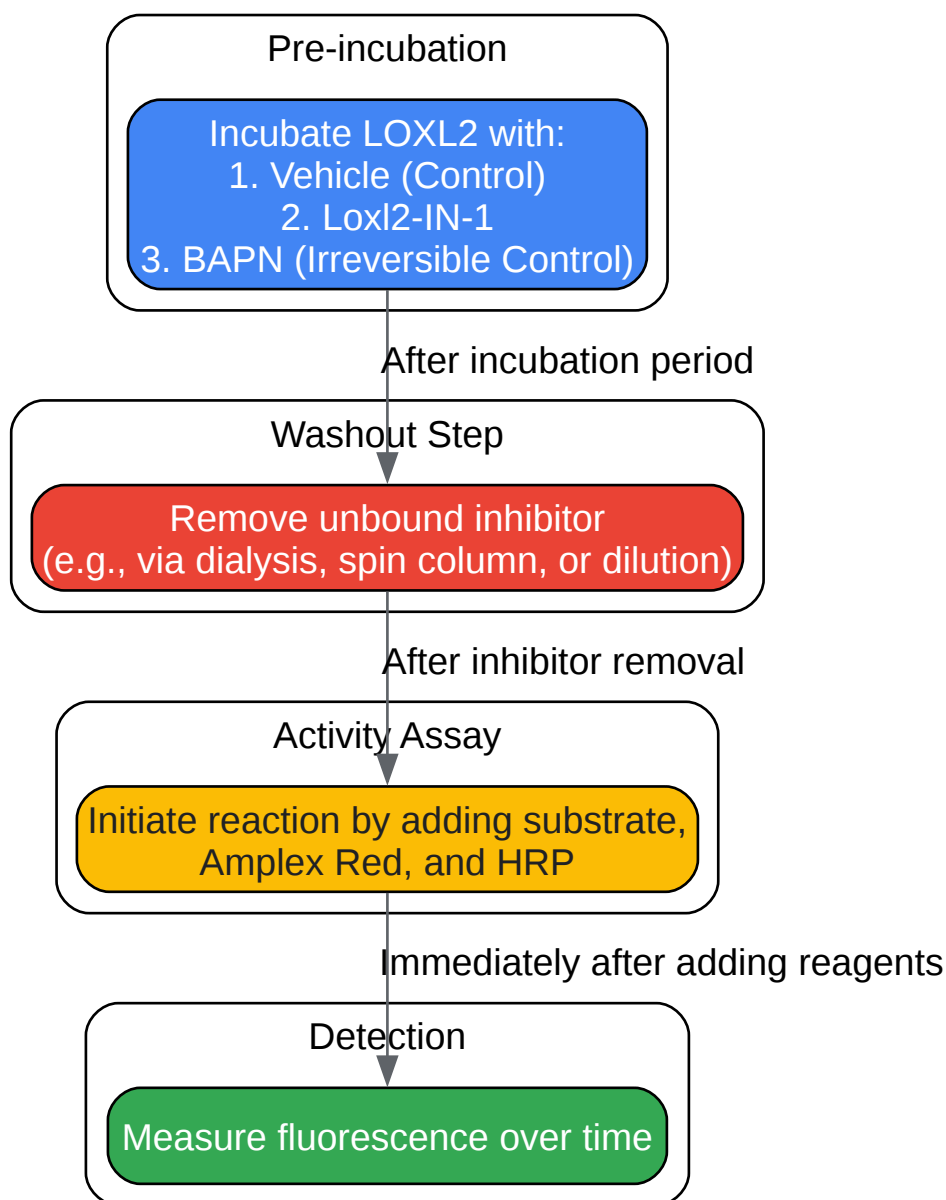 Pre-incubation
Incubate LOXL2 with:
1. Vehicle (Control)
2. Loxl2-IN-1
3. BAPN (Irreversible Control)
After incubation period
Washout Step
Remove unbound inhibitor
(e.g., via dialysis, spin column, or dilution)
After inhibitor removal
Activity Assay
Initiate reaction by adding substrate,
Amplex Red, and HRP
Immediately after adding reagents
Detection
Measure fluorescence over time